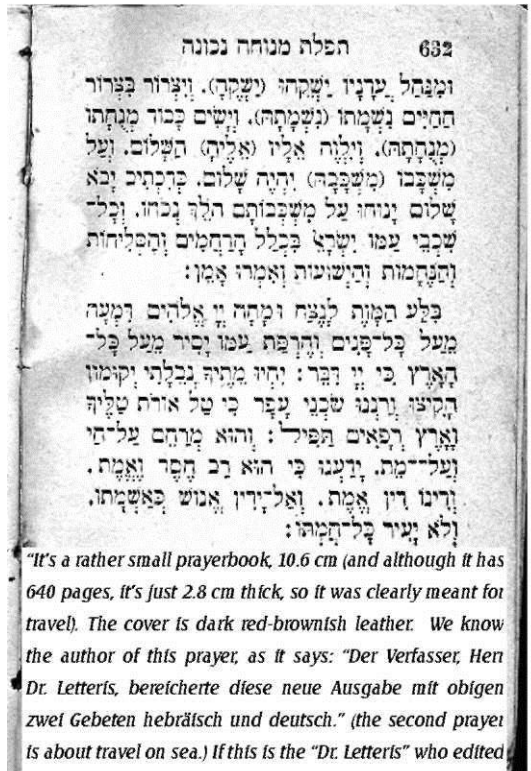 632 תפלת מנוחה נכונה
וּמִנַּחַל עֲדָנָיו יַשְׁקֵהוּ (יַשְׁקֶהָ). וְיִצְרוֹר בִּצְרוֹר
הַחַיִּים נִשְׁמָתוֹ (נִשְׁמָתָהּ). וְיָשִׂים כָּבוֹד מְנֻחָתוֹ
(מְנֻחָתָהּ). וְיִלְוֶה אֵלָיו (אֵלֶיהָ) הַשָּׁלוֹם. וְעַל
מִשְׁכָּבוֹ (מִשְׁכָּבָהּ) יִהְיֶה שָׁלוֹם. כְּדִכְתִיב יָבֹא
שָׁלוֹם יָנוּחוּ עַל מִשְׁכְּבוֹתָם הֹלֵךְ נְכֹחוֹ. וְכָל־
שֹׁכְבֵי עַמּוֹ יִשְׂרָאֵל בִּכְלַל הָרַחֲמִים וְהַסְּלִיחוֹת
וְהַנֶּחָמוֹת וְהַיְשׁוּעוֹת וְאִמְרוּ אָמֵן:
בִּלַּע הַמָּוֶת לָנֶצַח וּמָחָה יְיָ אֱלֹהִים דִּמְעָה
מֵעַל כָּל־פָּנִים וְחֶרְפַּת עַמּוֹ יָסִיר מֵעַל כָּל־
הָאָרֶץ כִּי יְיָ דִּבֵּר: יִחְיוּ מֵתֶיךָ נְבֵלָתִי יְקוּמוּן
הָקִיצוּ וְרַנְּנוּ שֹׁכְנֵי עָפָר כִּי טַל אוֹרֹת טַלֶּיךָ
וָאָרֶץ רְפָאִים תַּפִּיל: וְהוּא מְרַחֵם עַל־חַי
וְעַל־מֵת. יָדַעְנוּ כִּי הוּא רַב חֶסֶד וֶאֱמֶת.
וְדִינוֹ דִּין אֱמֶת. וְאַל־יָדִין אֱנוֹשׁ כְּאַשְׁמָתוֹ.
וְלֹא יָעִיר כָּל־חֲמָתוֹ:
"It's a rather small prayerbook, 10.6 cm (and although it has
640 pages, it's just 2.8 cm thick, so it was clearly meant for
travel). The cover is dark red-brownish leather. We know
the author of this prayer, as it says: "Der Verfasser, Herr
Dr. Letteris, bereicherte diese neue Ausgabe mit obigen
zwei Gebeten hebräisch und deutsch." (the second prayer
is about travel on sea.) If this is the "Dr. Letteris" who edited